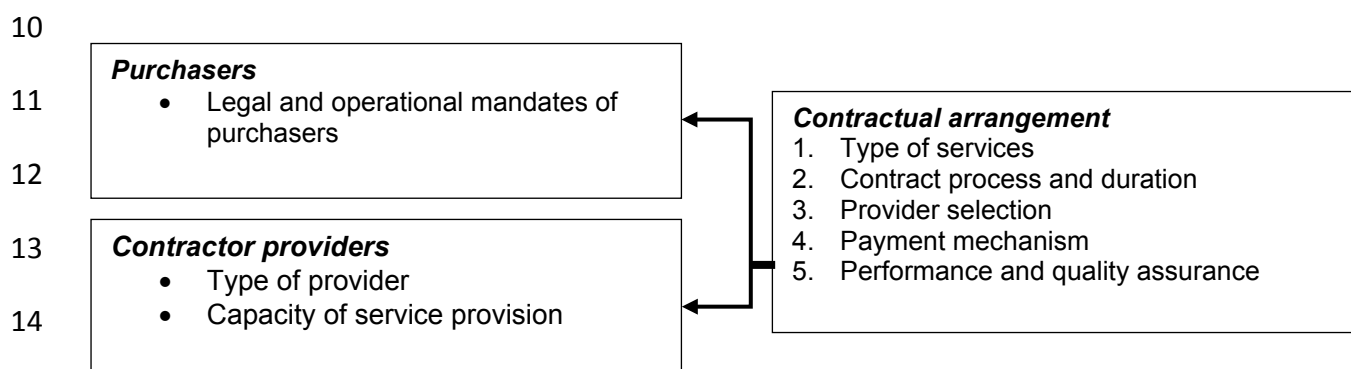 10
Purchasers
• Legal and operational mandates of
purchasers
11
12
Contractor providers
• Type of provider
• Capacity of service provision
13
14
Contractual arrangement
1. Type of services
2. Contract process and duration
3. Provider selection
4. Payment mechanism
5. Performance and quality assurance